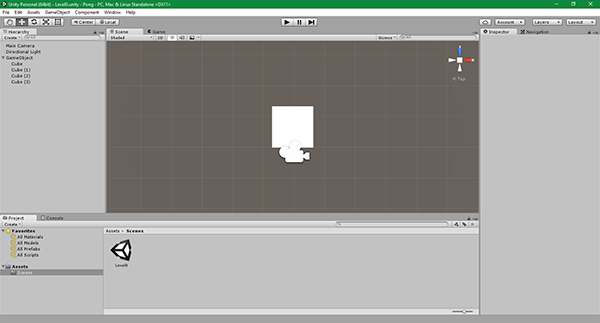 Unity Personal (64bit) - Level0.unity - Pong - PC, Mac & Linux Standalone <DX11>
File Edit Assets GameObject Component Window Help
Center Local Account Layers Layout
Hierarchy Scene Game Inspector Navigation
Create All Shaded 2D Gizmos All
Main Camera
Directional Light
GameObject
Cube
Cube (1)
Cube (2)
Cube (3)
Top
Project Console
Create
Favorites
All Materials
All Models
All Prefabs
All Scripts
Assets
Scenes
Assets Scenes
Level0